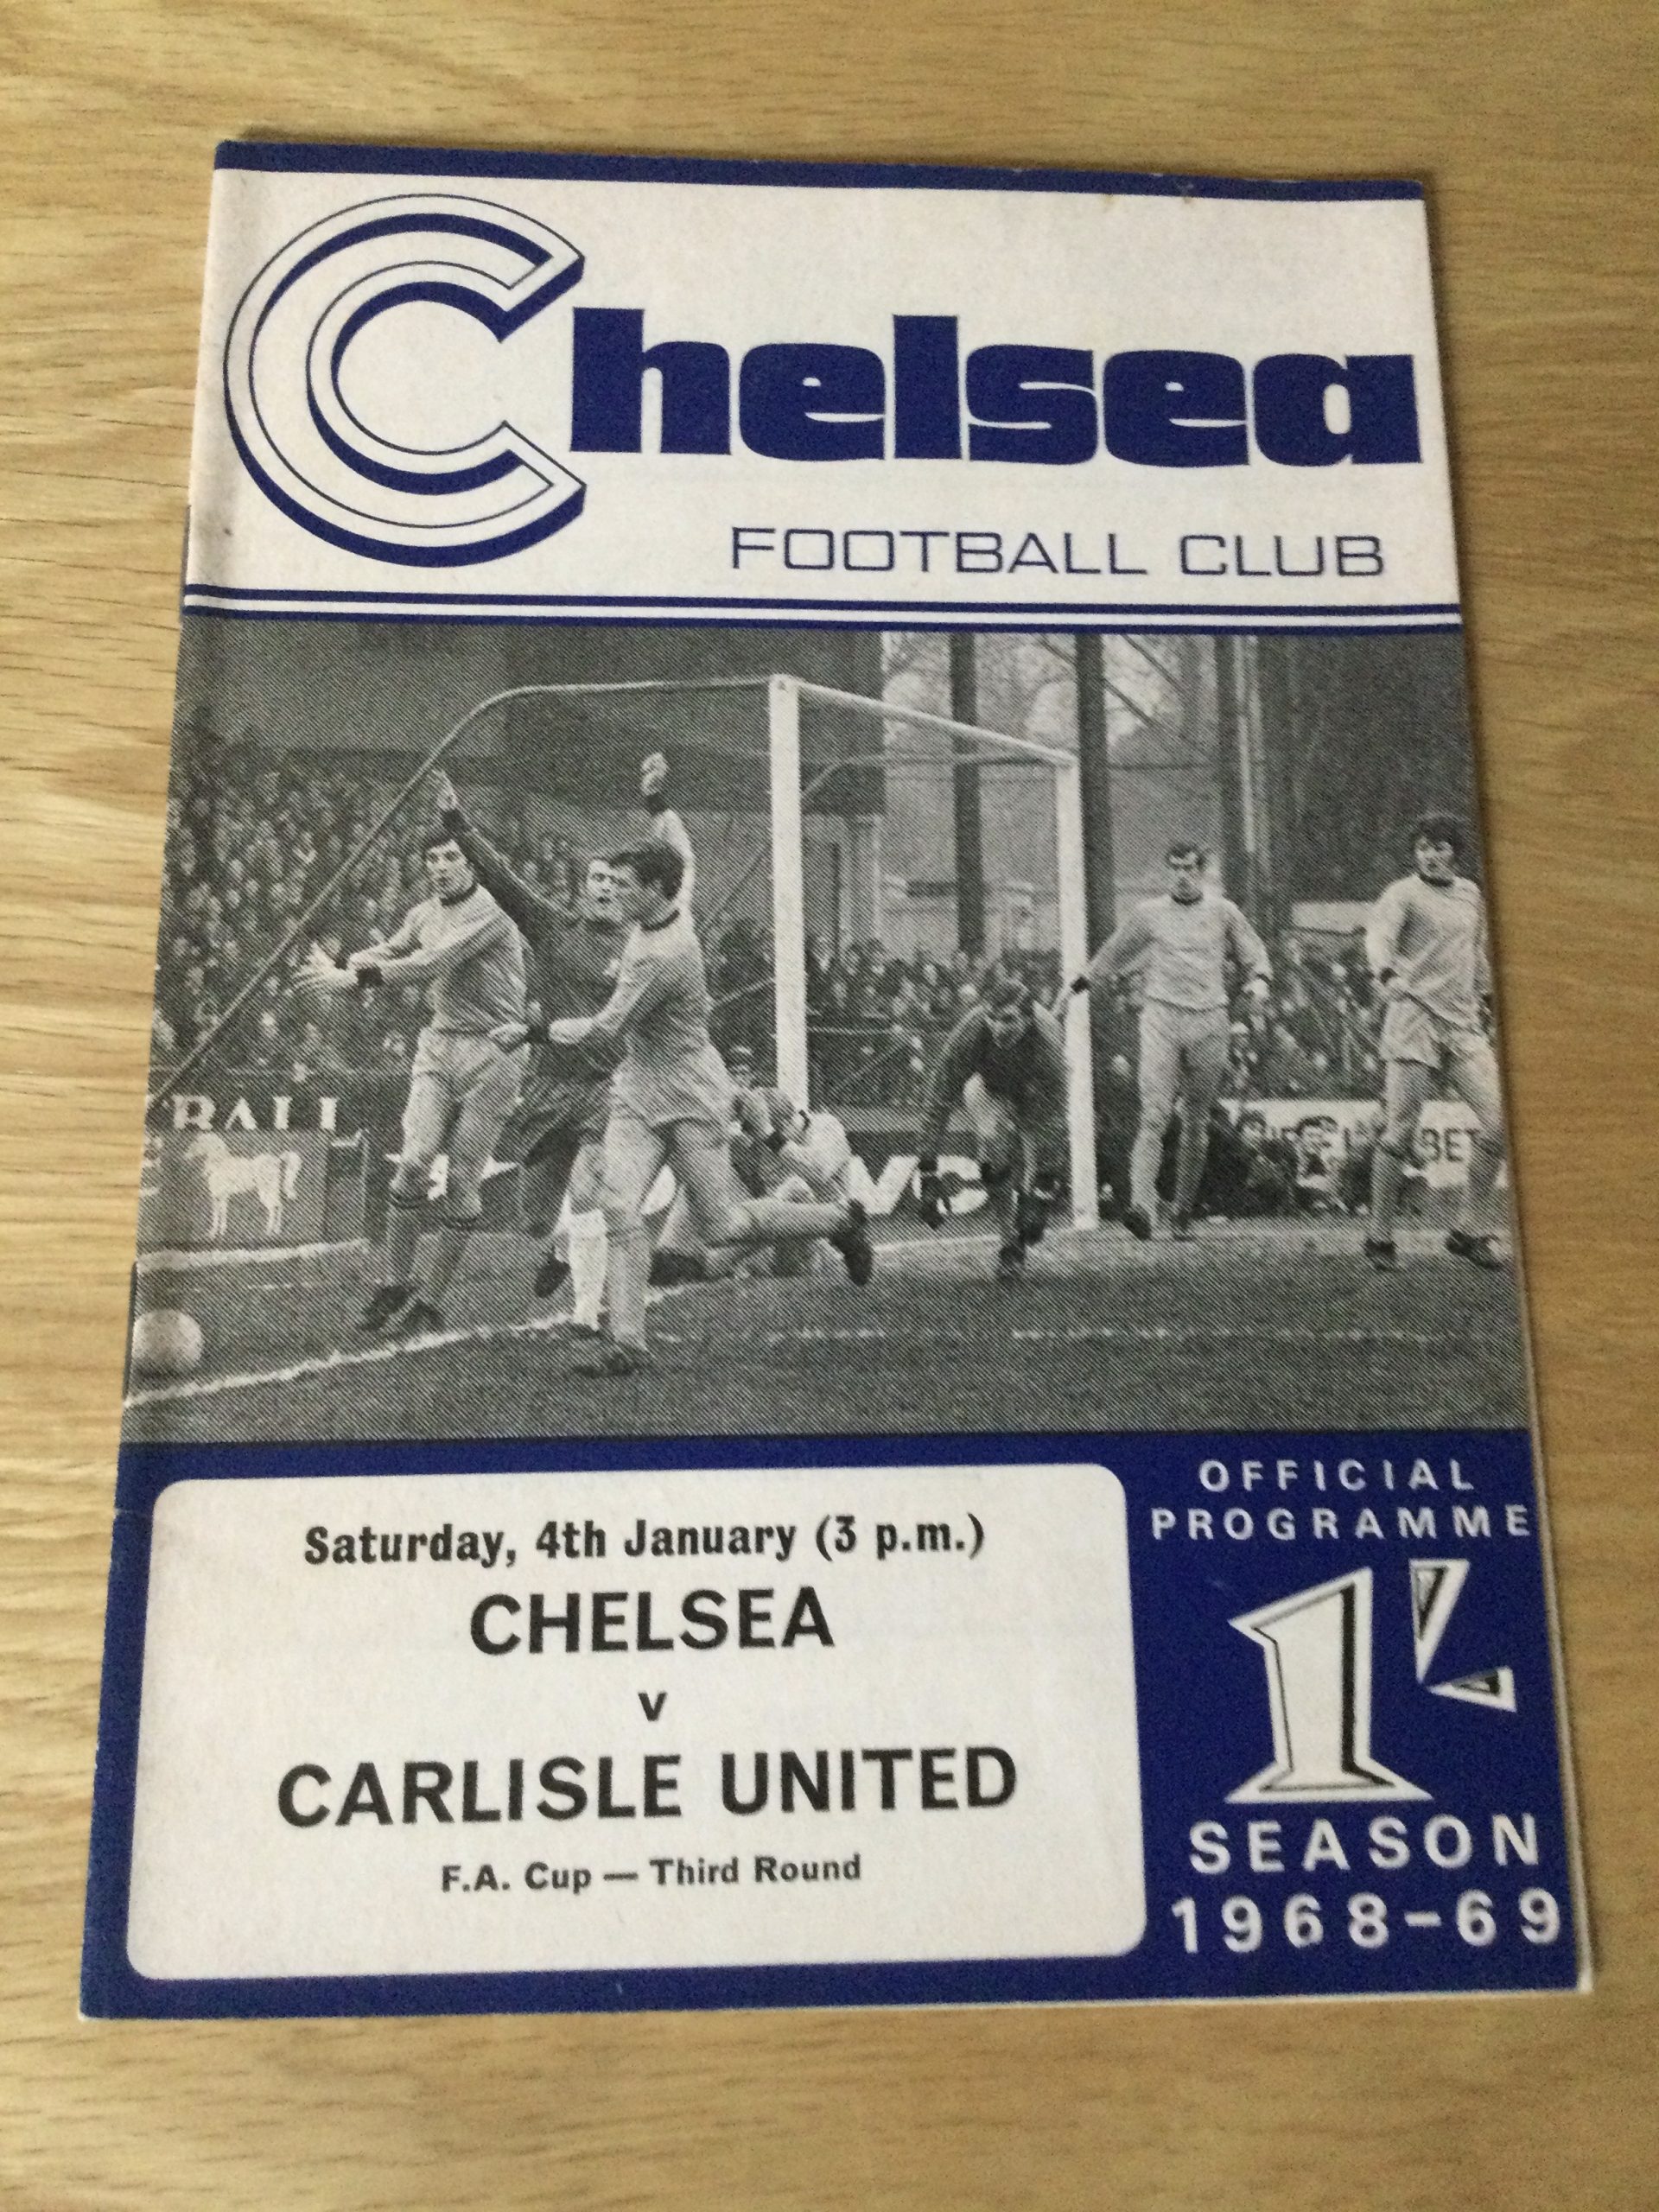 Chelsea
FOOTBALL CLUB
BALL
Saturday, 4th January (3 p.m.)
CHELSEA
v
CARLISLE UNITED
F.A. Cup — Third Round
OFFICIAL
PROGRAMME
1/-
SEASON
1968-69